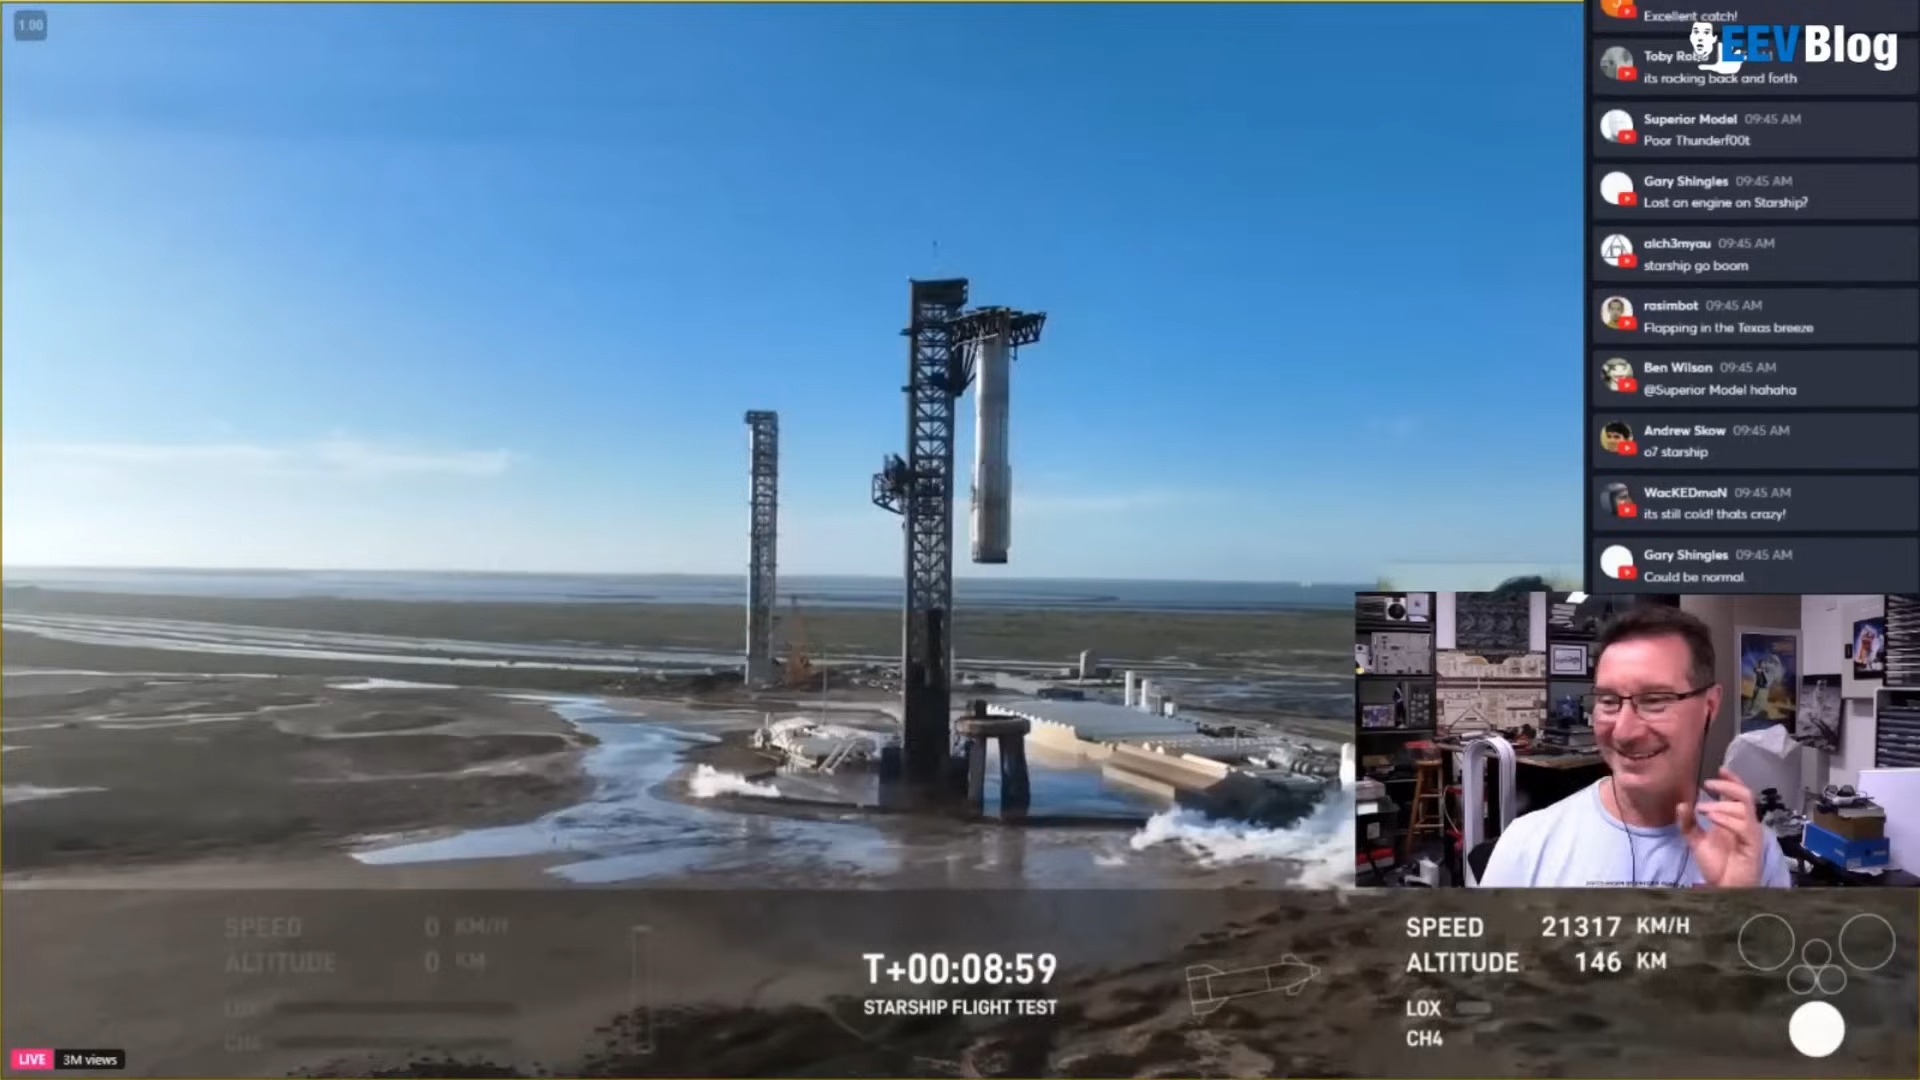 1.00
Excellent catch!
EEVBlog
Toby
its rocking back and forth
Superior Model 09:45 AM
Poor Thunderf00t
Gary Shingles 09:45 AM
Lost an engine on Starship?
alch3myau 09:45 AM
starship go boom
rasimbot 09:45 AM
Flapping in the Texas breeze
Ben Wilson 09:45 AM
@Superior Model hahaha
Andrew Skow 09:45 AM
o7 starship
WacKEDmaN 09:45 AM
its still cold! thats crazy!
Gary Shingles 09:45 AM
Could be normal
SPEED 0 KM/H
ALTITUDE 0 KM
LOX
CH4
T+00:08:59
STARSHIP FLIGHT TEST
SPEED 21317 KM/H
ALTITUDE 146 KM
LOX
CH4
LIVE 3M views